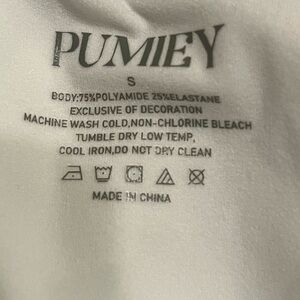 PUMIEY
S
BODY:75%POLYAMIDE 25%ELASTANE
EXCLUSIVE OF DECORATION
MACHINE WASH COLD,NON-CHLORINE BLEACH
TUMBLE DRY LOW TEMP,
COOL IRON,DO NOT DRY CLEAN
MADE IN CHINA